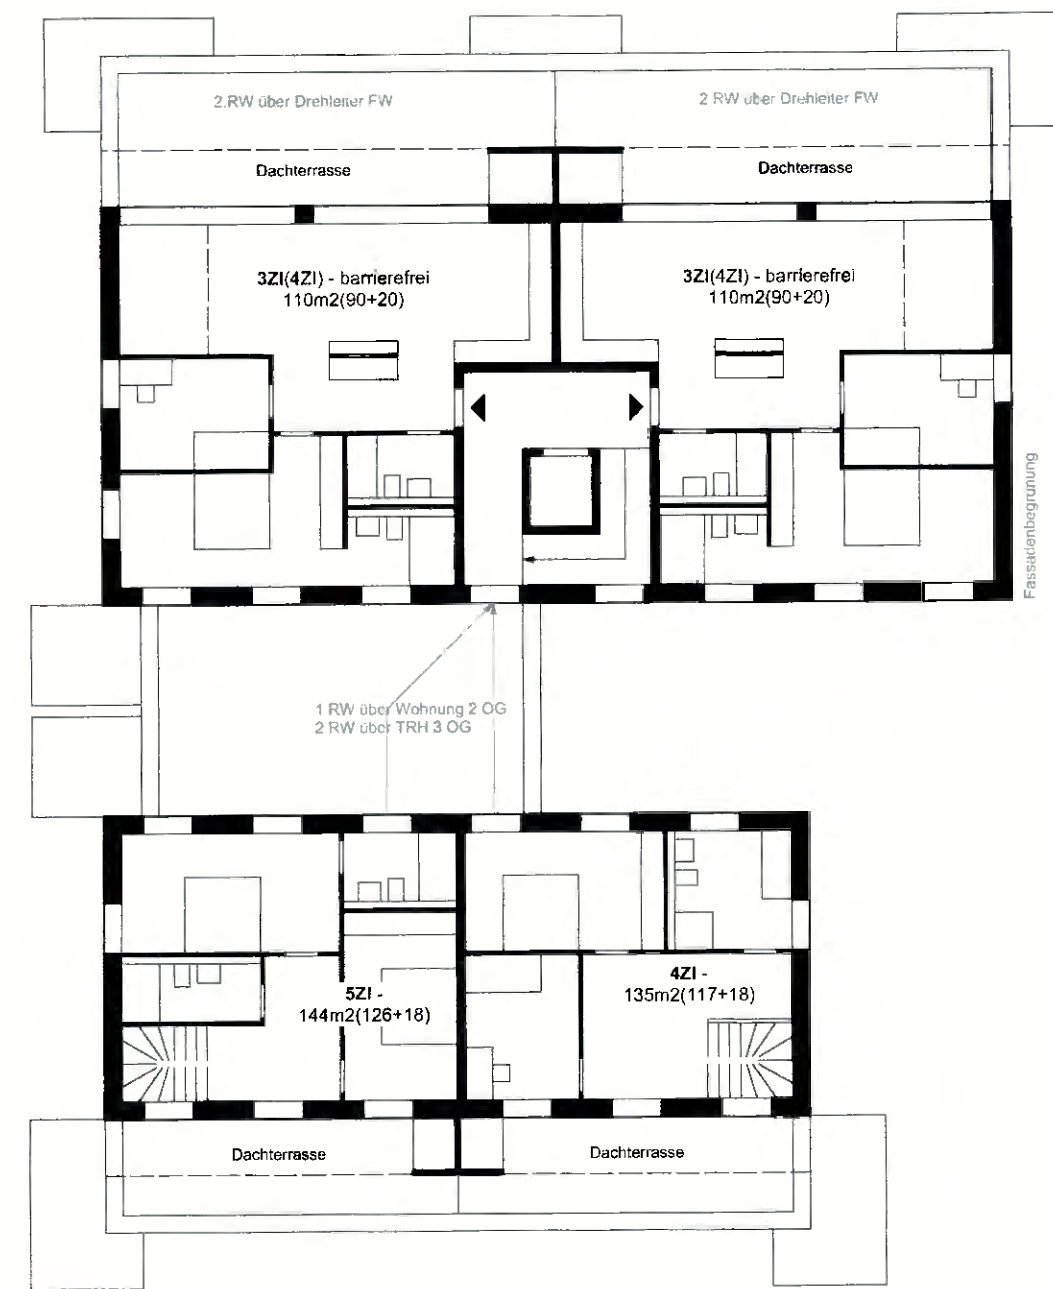 2.RW über Drehleiter FW
2 RW über Drehleiter FW
Dachterrasse
Dachterrasse
3ZI(4ZI) - barrierefrei
110m2(90+20)
3ZI(4ZI) - barrierefrei
110m2(90+20)
Fassadenbegrünung
1 RW über Wohnung 2 OG
2 RW über TRH 3 OG
5ZI -
144m2(126+18)
4ZI -
135m2(117+18)
Dachterrasse
Dachterrasse